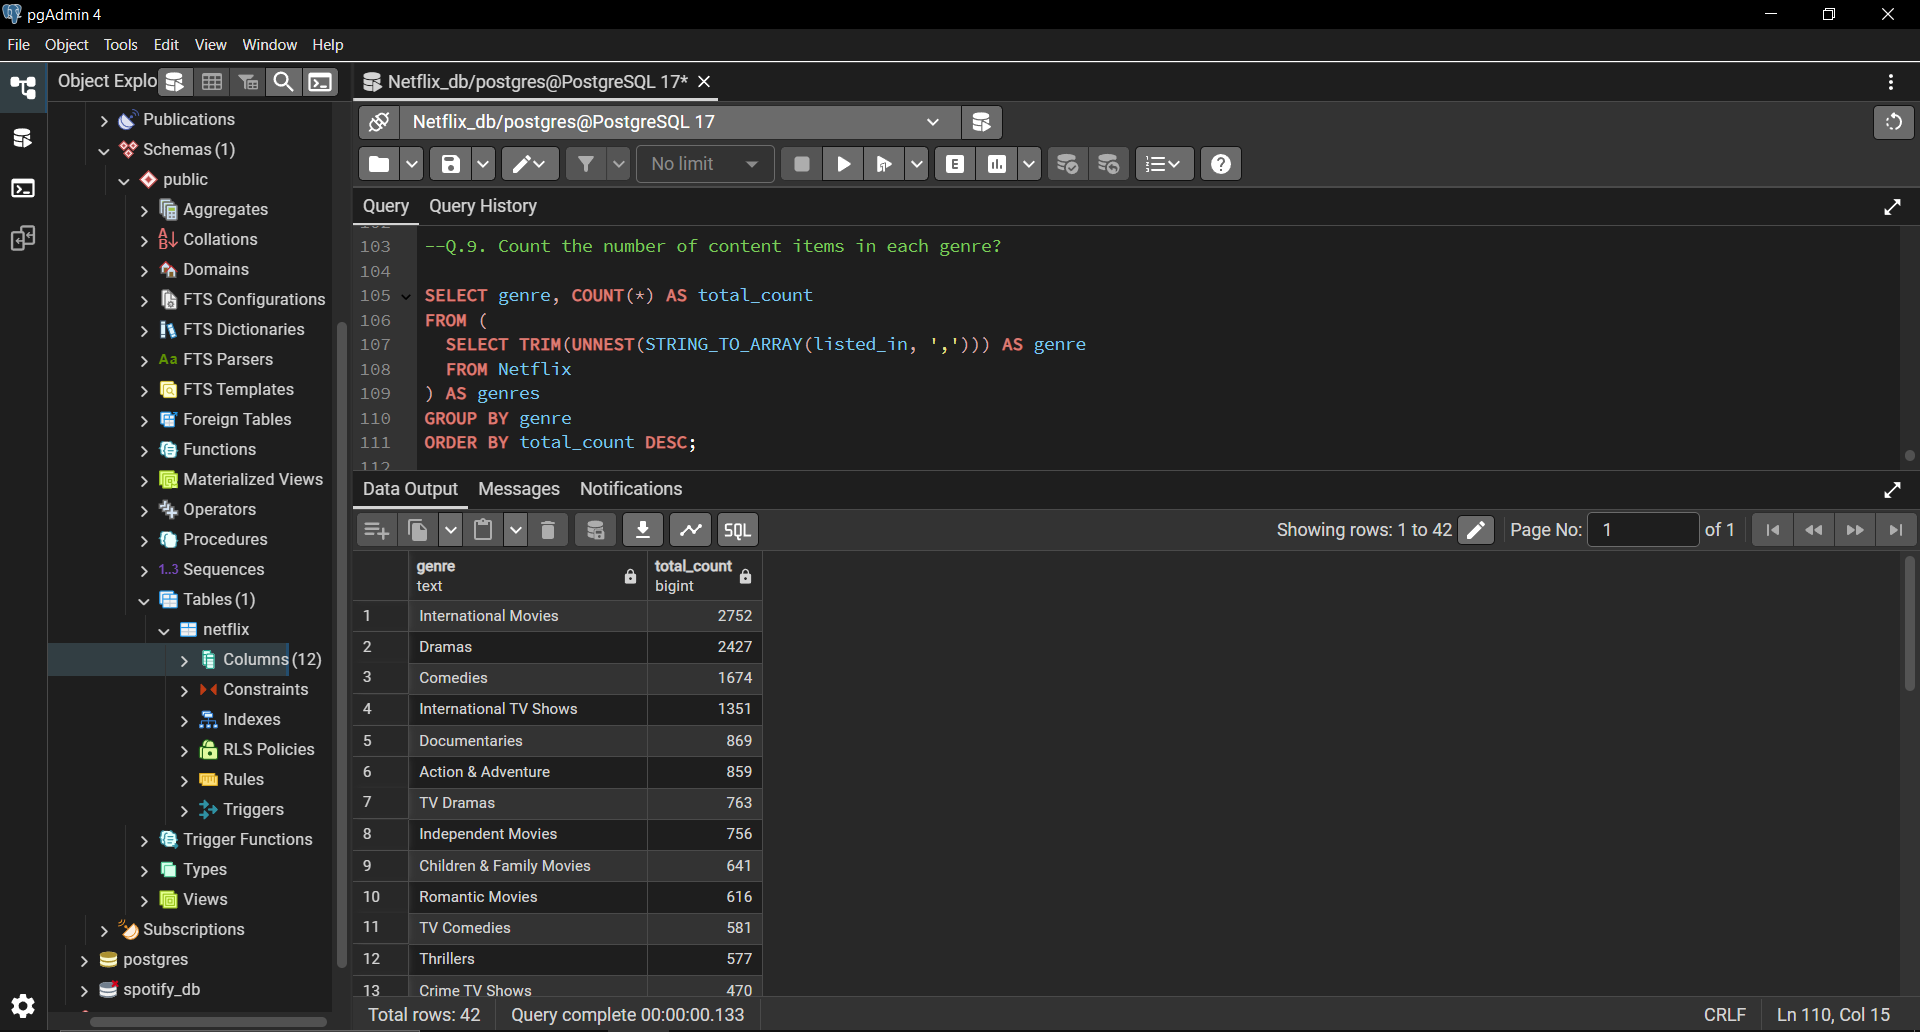 pgAdmin 4
File Object Tools Edit View Window Help
Object Explo
Netflix_db/postgres@PostgreSQL 17*
Publications
Schemas (1)
public
Aggregates
Collations
Domains
FTS Configurations
FTS Dictionaries
Aa FTS Parsers
FTS Templates
Foreign Tables
Functions
Materialized Views
Operators
Procedures
1..3 Sequences
Tables (1)
netflix
Columns (12)
Constraints
Indexes
RLS Policies
Rules
Triggers
Trigger Functions
Types
Views
Subscriptions
postgres
spotify_db
Netflix_db/postgres@PostgreSQL 17
No limit
E
Query Query History
103 --Q.9. Count the number of content items in each genre?
104
105 SELECT genre, COUNT(*) AS total_count
106 FROM (
107 SELECT TRIM(UNNEST(STRING_TO_ARRAY(listed_in, ','))) AS genre
108 FROM Netflix
109 ) AS genres
110 GROUP BY genre
111 ORDER BY total_count DESC;
112
Data Output Messages Notifications
SQL
Showing rows: 1 to 42 Page No: 1 of 1
genre total_count
text bigint
1 International Movies 2752
2 Dramas 2427
3 Comedies 1674
4 International TV Shows 1351
5 Documentaries 869
6 Action & Adventure 859
7 TV Dramas 763
8 Independent Movies 756
9 Children & Family Movies 641
10 Romantic Movies 616
11 TV Comedies 581
12 Thrillers 577
13 Crime TV Shows 470
Total rows: 42 Query complete 00:00:00.133 CRLF Ln 110, Col 15